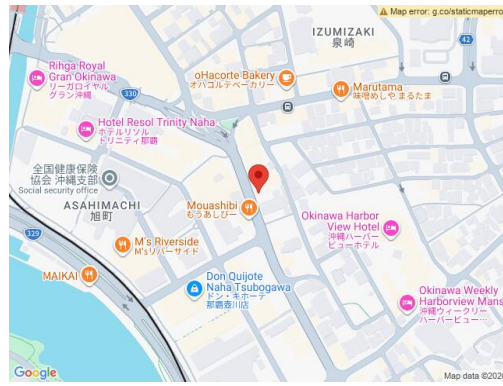 Map error: g.co/staticmaperro
IZUMIZAKI
泉崎
42
Rihga Royal
Gran Okinawa
リーガロイヤル
グラン沖縄
330
oHacorte Bakery
オハコルテベーカリー
Marutama
味噌めしや まるたま
Hotel Resol Trinity Naha
ホテルリソル
トリニティ那覇
全国健康保険
協会 沖縄支部
Social security office
ASAHIMACHI
旭町
Mouashibi
もうあしびー
Okinawa Harbor
View Hotel
沖縄ハーバー
ビューホテル
329
M's Riverside
M'sリバーサイド
MAIKAI
Don Quijote
Naha Tsubogawa
ドン・キホーテ
那覇壺川店
Okinawa Weekly
Harborview Mans
沖縄ウィークリー
ハーバービュー…
Google
Map data ©2026